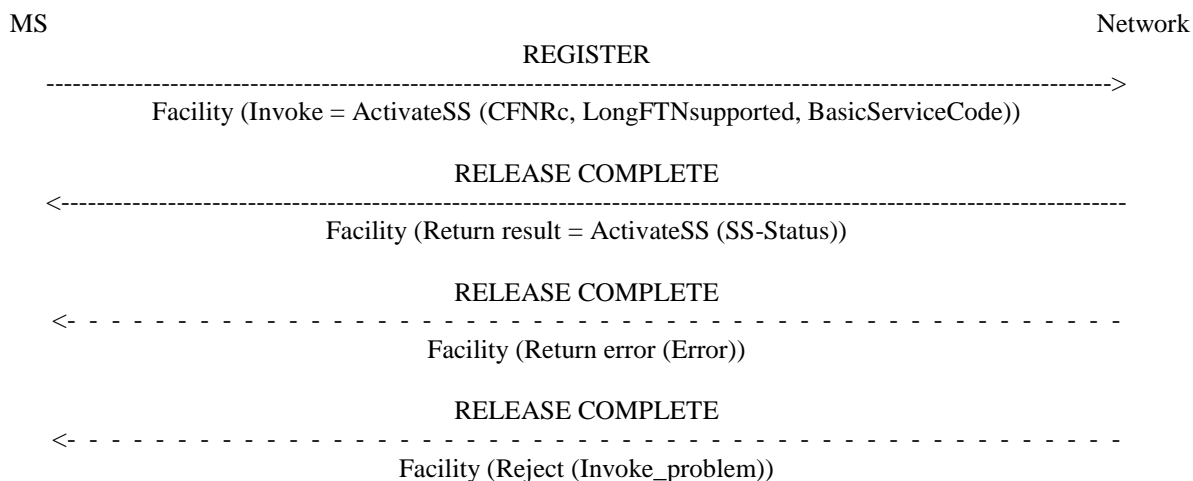 MS Network
REGISTER
Facility (Invoke = ActivateSS (CFNRc, LongFTNsupported, BasicServiceCode))
RELEASE COMPLETE
Facility (Return result = ActivateSS (SS-Status))
RELEASE COMPLETE
Facility (Return error (Error))
RELEASE COMPLETE
Facility (Reject (Invoke_problem))